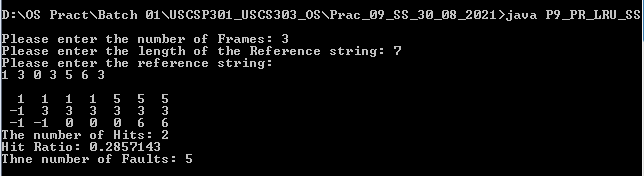 D:\OS Pract\Batch 01\USCSP301_USCS303_OS\Prac_09_SS_30_08_2021>java P9_PR_LRU_SS
Please enter the number of Frames: 3
Please enter the length of the Reference string: 7
Please enter the reference string:
1 3 0 3 5 6 3
1 1 1 1 5 5 5
-1 3 3 3 3 3 3
-1 -1 0 0 0 6 6
The number of Hits: 2
Hit Ratio: 0.2857143
Thne number of Faults: 5